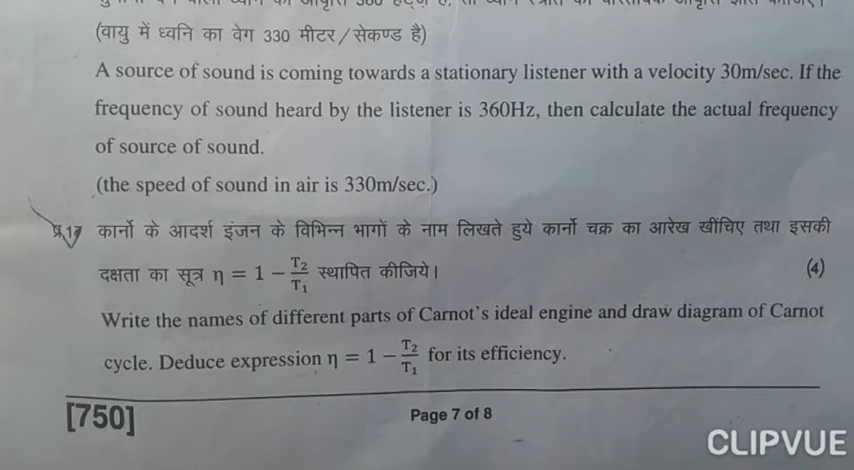 (वायु में ध्वनि का वेग 330 मीटर/सेकण्ड है)
A source of sound is coming towards a stationary listener with a velocity 30m/sec. If the
frequency of sound heard by the listener is 360Hz, then calculate the actual frequency
of source of sound.
(the speed of sound in air is 330m/sec.)
प्र.17 कार्नो के आदर्श इंजन के विभिन्न भागों के नाम लिखते हुये कार्नो चक्र का आरेख खींचिए तथा इसकी
दक्षता का सूत्र η = 1 − T₂/T₁ स्थापित कीजिये। (4)
Write the names of different parts of Carnot's ideal engine and draw diagram of Carnot
cycle. Deduce expression η = 1 − T₂/T₁ for its efficiency.
[750] Page 7 of 8
CLIPVUE